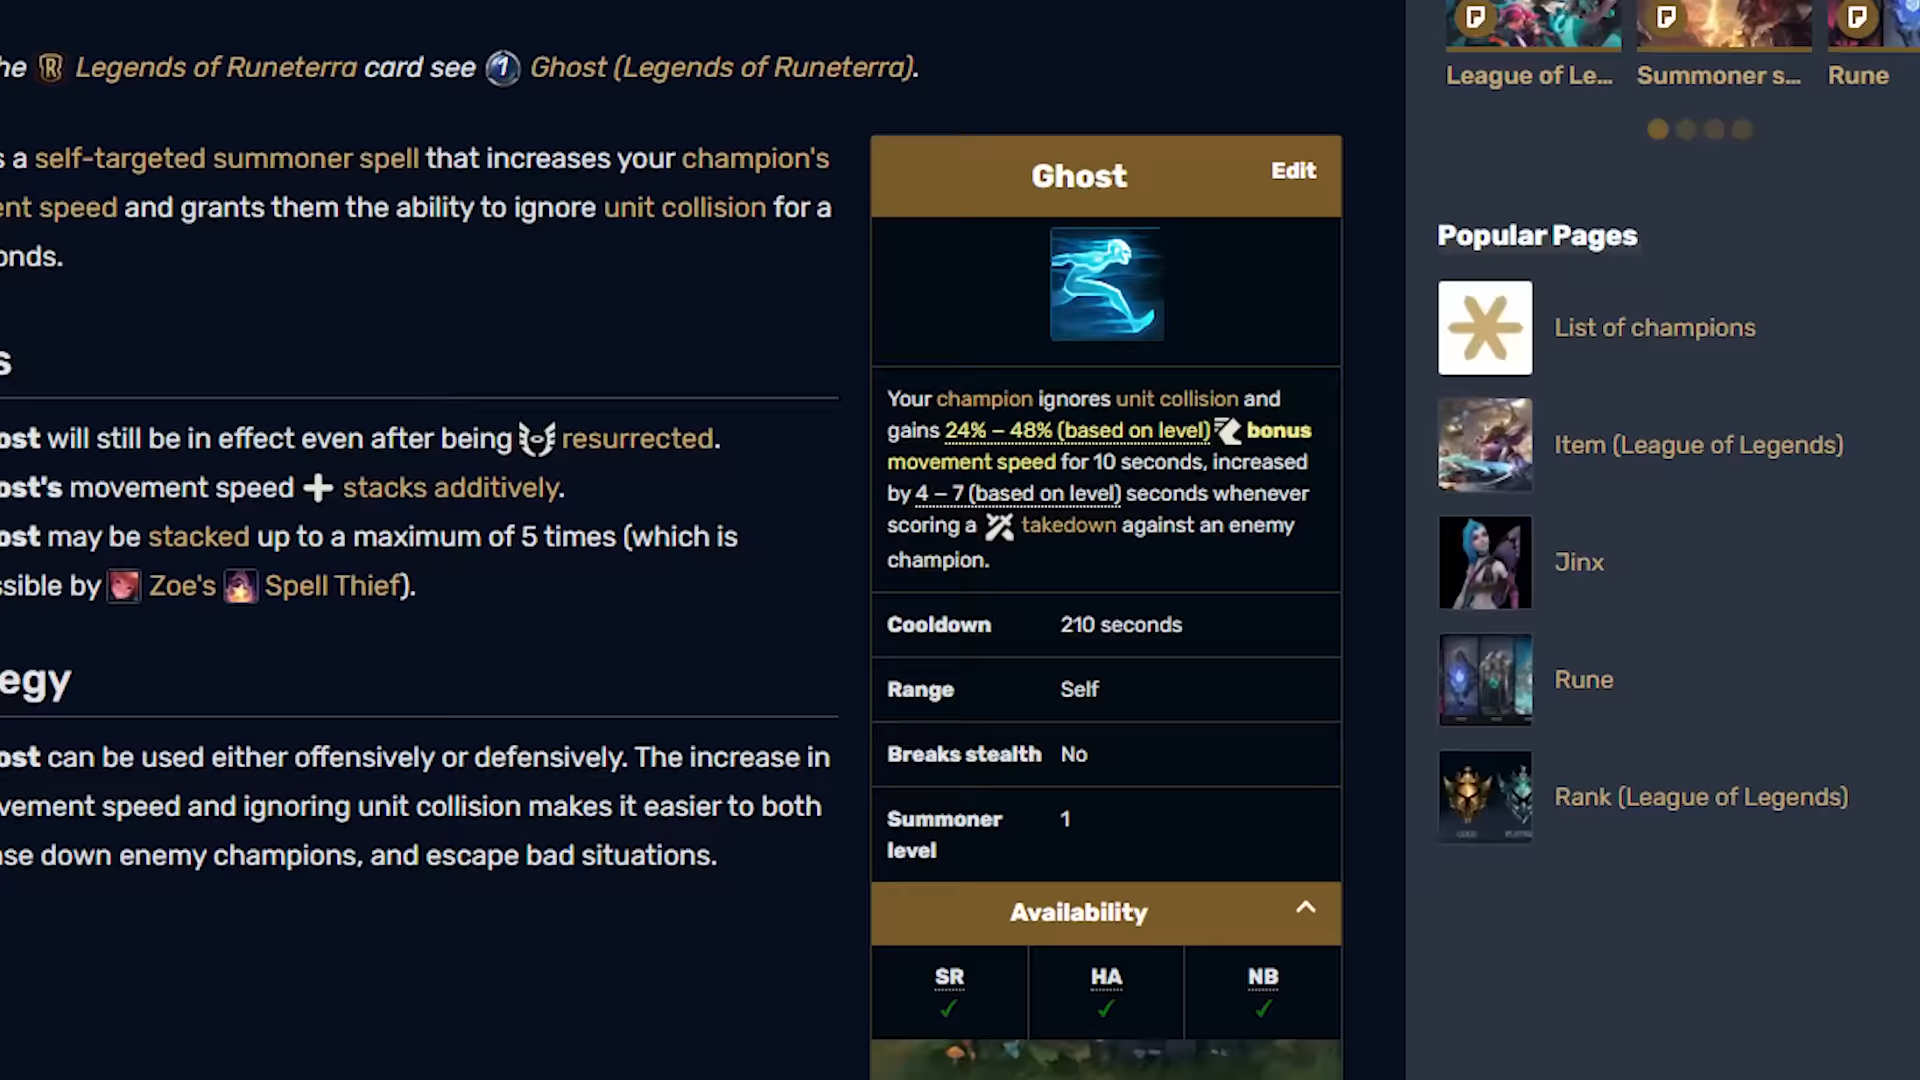 he Legends of Runeterra card see 1 Ghost (Legends of Runeterra).
s a self-targeted summoner spell that increases your champion's
ent speed and grants them the ability to ignore unit collision for a
onds.
s
ost will still be in effect even after being resurrected.
ost's movement speed + stacks additively.
ost may be stacked up to a maximum of 5 times (which is
ssible by Zoe's Spell Thief).
egy
ost can be used either offensively or defensively. The increase in
vement speed and ignoring unit collision makes it easier to both
ase down enemy champions, and escape bad situations.
Ghost Edit
Your champion ignores unit collision and
gains 24% – 48% (based on level) bonus
movement speed for 10 seconds, increased
by 4 – 7 (based on level) seconds whenever
scoring a takedown against an enemy
champion.
Cooldown 210 seconds
Range Self
Breaks stealth No
Summoner 1
level
Availability
SR HA NB
✓ ✓ ✓
League of Le... Summoner s... Rune
Popular Pages
List of champions
Item (League of Legends)
Jinx
Rune
Rank (League of Legends)